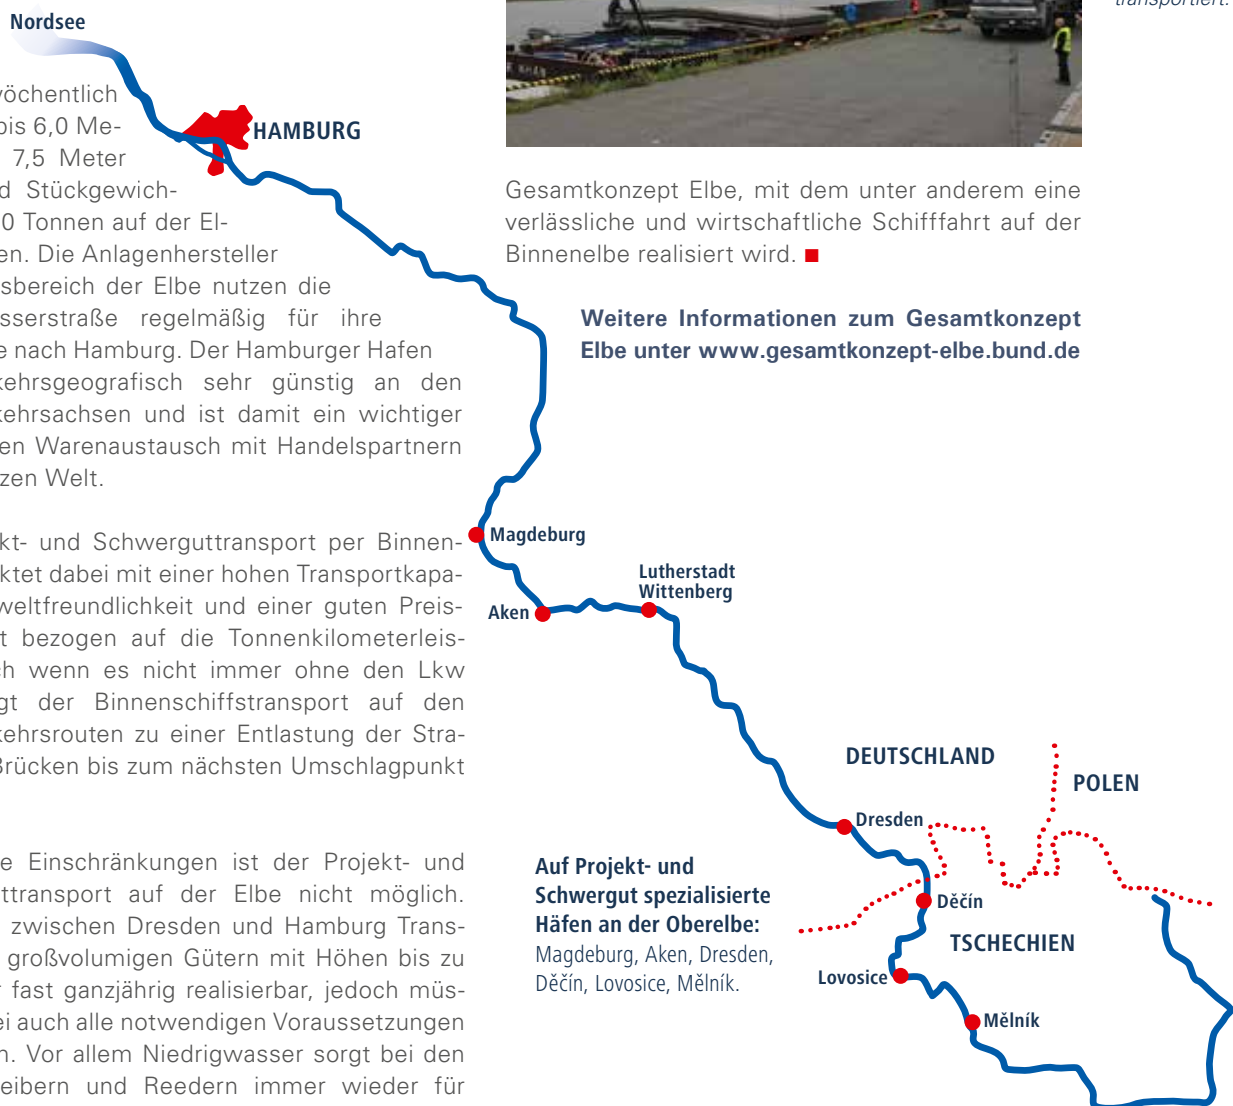 transportiert.
Nordsee
wöchentlich
bis 6,0 Me-
7,5 Meter
d Stückgewich-
0 Tonnen auf der El-
en. Die Anlagenhersteller
sbereich der Elbe nutzen die
sserstraße regelmäßig für ihre
e nach Hamburg. Der Hamburger Hafen
kehrsgeografisch sehr günstig an den
kehrsachsen und ist damit ein wichtiger
en Warenaustausch mit Handelspartnern
zen Welt.
kt- und Schwerguttransport per Binnen-
ktet dabei mit einer hohen Transportkapa-
weltfreundlichkeit und einer guten Preis-
t bezogen auf die Tonnenkilometerleis-
ch wenn es nicht immer ohne den Lkw
gt der Binnenschiffstransport auf den
kehrsrouten zu einer Entlastung der Stra-
Brücken bis zum nächsten Umschlagpunkt
e Einschränkungen ist der Projekt- und
ttransport auf der Elbe nicht möglich.
zwischen Dresden und Hamburg Trans-
großvolumigen Gütern mit Höhen bis zu
r fast ganzjährig realisierbar, jedoch müs-
ei auch alle notwendigen Voraussetzungen
n. Vor allem Niedrigwasser sorgt bei den
eibern und Reedern immer wieder für
Gesamtkonzept Elbe, mit dem unter anderem eine
verlässliche und wirtschaftliche Schifffahrt auf der
Binnenelbe realisiert wird.
Weitere Informationen zum Gesamtkonzept
Elbe unter www.gesamtkonzept-elbe.bund.de
HAMBURG
Magdeburg
Aken
Lutherstadt
Wittenberg
DEUTSCHLAND
POLEN
Dresden
Děčín
TSCHECHIEN
Lovosice
Mělník
Auf Projekt- und
Schwergut spezialisierte
Häfen an der Oberelbe:
Magdeburg, Aken, Dresden,
Děčín, Lovosice, Mělník.